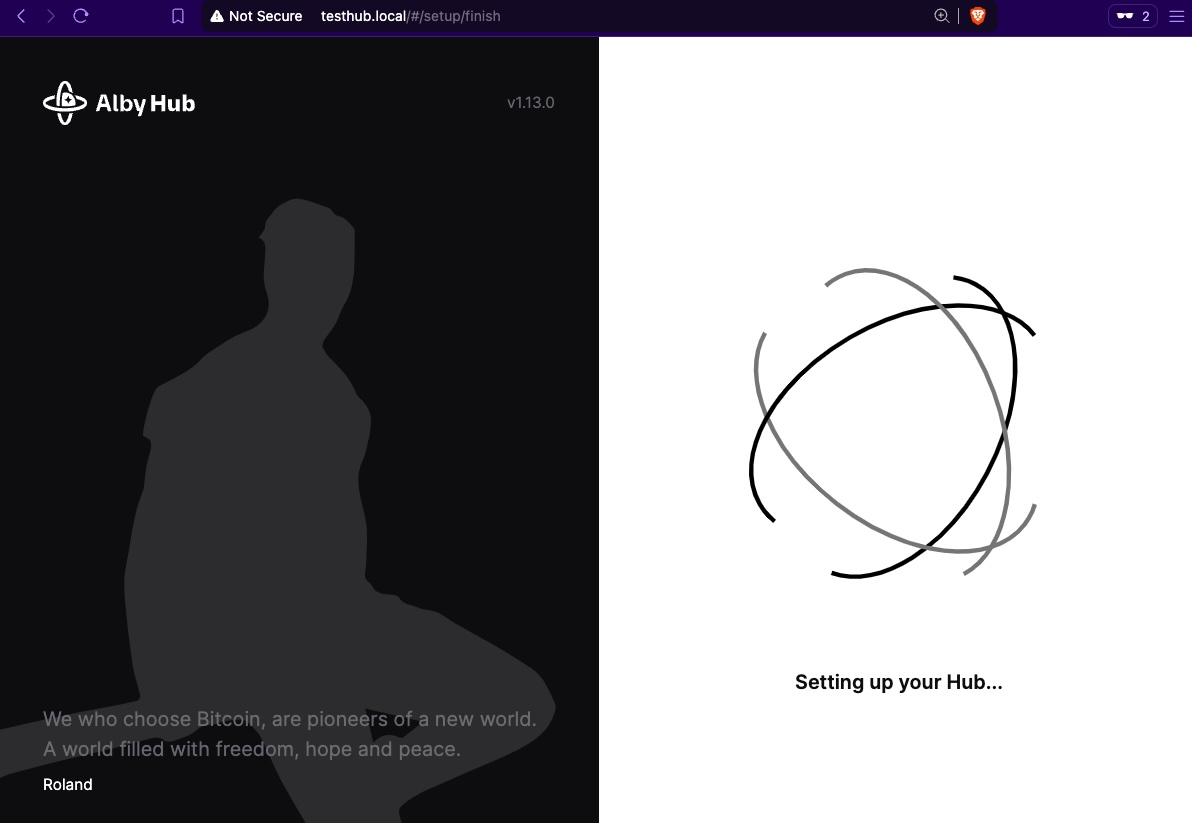 Not Secure testhub.local/#/setup/finish 2
Alby Hub v1.13.0
We who choose Bitcoin, are pioneers of a new world.
A world filled with freedom, hope and peace.
Roland
Setting up your Hub...